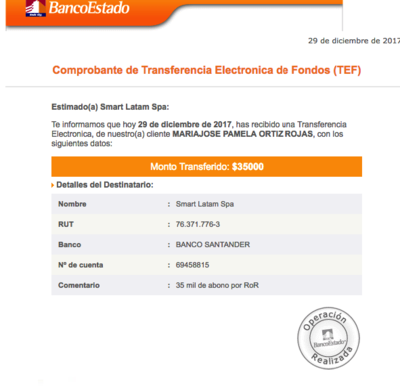 BancoEstado
29 de diciembre de 2017
Comprobante de Transferencia Electronica de Fondos (TEF)
Estimado(a) Smart Latam Spa:
Te informamos que hoy 29 de diciembre de 2017, has recibido una Transferencia
Electronica, de nuestro(a) cliente MARIAJOSE PAMELA ORTIZ ROJAS, con los
siguientes datos:
Monto Transferido: $35000
Detalles del Destinatario:
Nombre : Smart Latam Spa
RUT : 76.371.776-3
Banco : BANCO SANTANDER
Nº de cuenta : 69458815
Comentario : 35 mil de abono por RoR
Operación
BancoEstado
Realizada